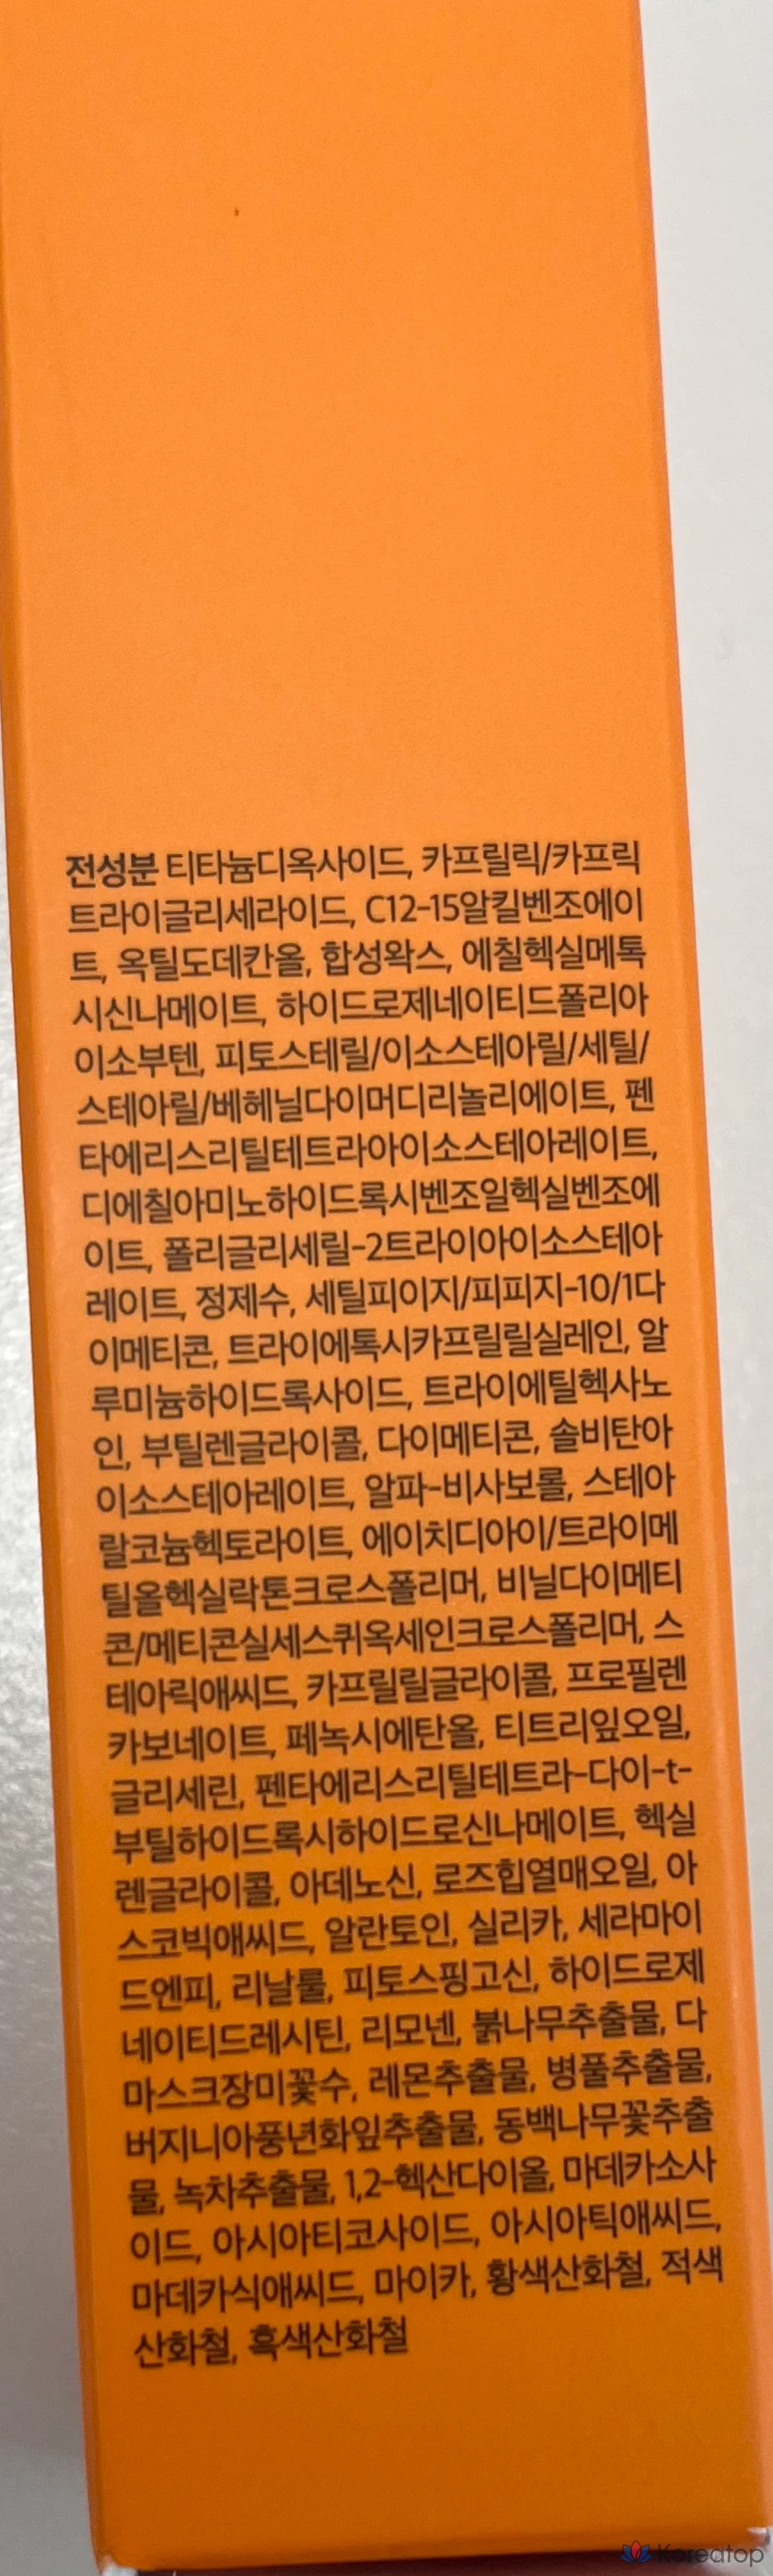 전성분 티타늄디옥사이드, 카프릴릭/카프릭
트라이글리세라이드, C12-15알킬벤조에이
트, 옥틸도데칸올, 합성왁스, 에칠헥실메톡
시신나메이트, 하이드로제네이티드폴리아
이소부텐, 피토스테릴/이소스테아릴/세틸/
스테아릴/베헤닐다이머디리놀리에이트, 펜
타에리스리틸테트라아이소스테아레이트,
디에칠아미노하이드록시벤조일헥실벤조에
이트, 폴리글리세릴-2트라이아이소스테아
레이트, 정제수, 세틸피이지/피피지-10/1다
이메티콘, 트라이에톡시카프릴릴실레인, 알
루미늄하이드록사이드, 트라이에틸헥사노
인, 부틸렌글라이콜, 다이메티콘, 솔비탄아
이소스테아레이트, 알파-비사보롤, 스테아
랄코늄헥토라이트, 에이치디아이/트라이메
틸올헥실락톤크로스폴리머, 비닐다이메티
콘/메티콘실세스퀴옥세인크로스폴리머, 스
테아릭애씨드, 카프릴릴글라이콜, 프로필렌
카보네이트, 페녹시에탄올, 티트리잎오일,
글리세린, 펜타에리스리틸테트라-다이-t-
부틸하이드록시하이드로신나메이트, 헥실
렌글라이콜, 아데노신, 로즈힙열매오일, 아
스코빅애씨드, 알란토인, 실리카, 세라마이
드엔피, 리날룰, 피토스핑고신, 하이드로제
네이티드레시틴, 리모넨, 붉나무추출물, 다
마스크장미꽃수, 레몬추출물, 병풀추출물,
버지니아풍년화잎추출물, 동백나무꽃추출
물, 녹차추출물, 1,2-헥산다이올, 마데카소사
이드, 아시아티코사이드, 아시아틱애씨드,
마데카식애씨드, 마이카, 황색산화철, 적색
산화철, 흑색산화철
Koreatop